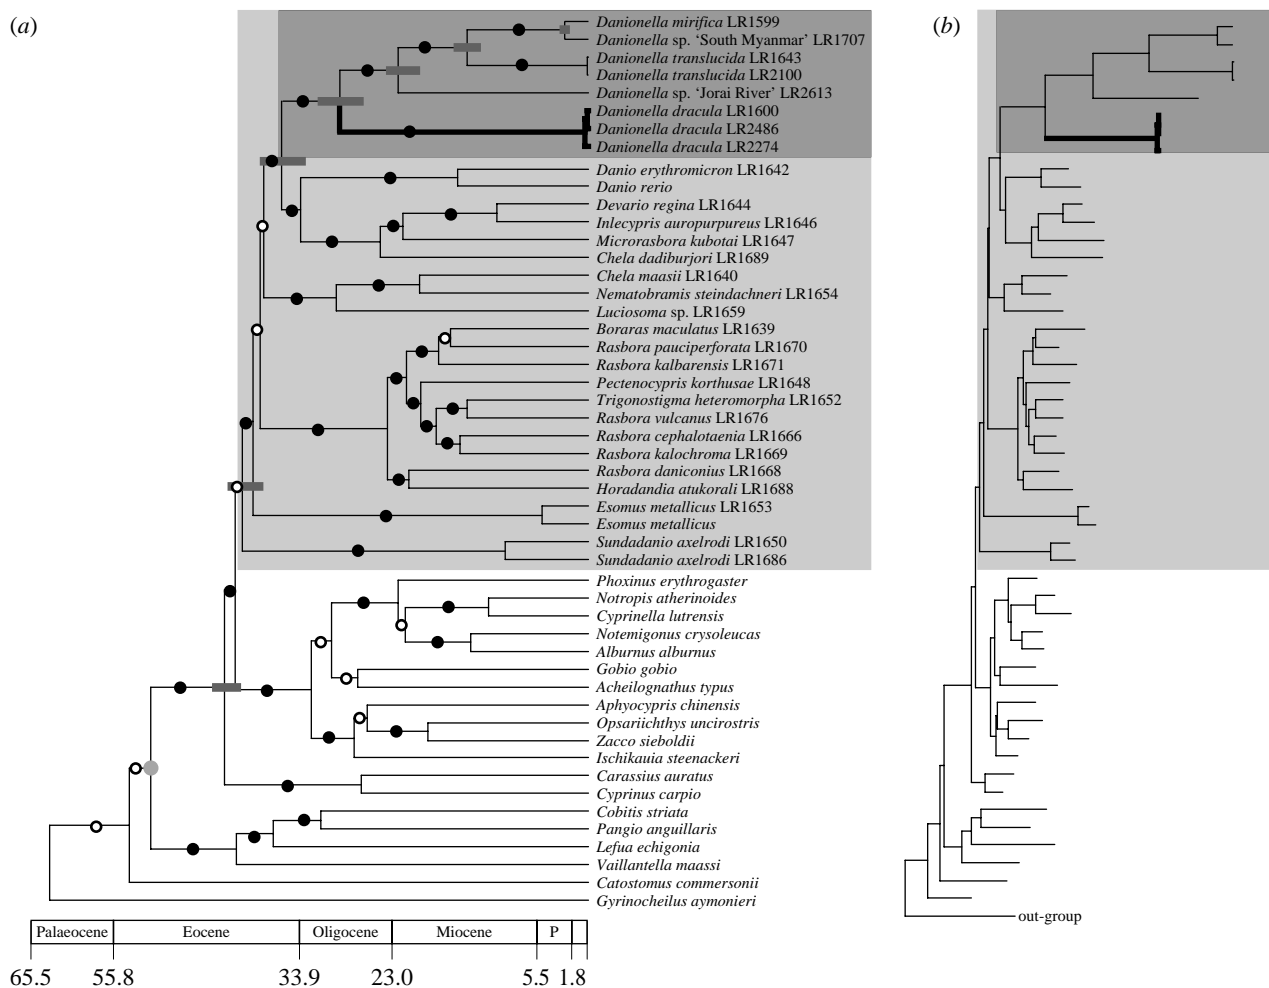 (a)
(b)
Danionella mirifica LR1599
Danionella sp. ‘South Myanmar’ LR1707
Danionella translucida LR1643
Danionella translucida LR2100
Danionella sp. ‘Jorai River’ LR2613
Danionella dracula LR1600
Danionella dracula LR2486
Danionella dracula LR2274
Danio erythromicron LR1642
Danio rerio
Devario regina LR1644
Inlecypris auropurpureus LR1646
Microrasbora kubotai LR1647
Chela dadiburjori LR1689
Chela maasii LR1640
Nematobramis steindachneri LR1654
Luciosoma sp. LR1659
Boraras maculatus LR1639
Rasbora pauciperforata LR1670
Rasbora kalbarensis LR1671
Pectenocypris korthusae LR1648
Trigonostigma heteromorpha LR1652
Rasbora vulcanus LR1676
Rasbora cephalotaenia LR1666
Rasbora kalochroma LR1669
Rasbora daniconius LR1668
Horadandia atukorali LR1688
Esomus metallicus LR1653
Esomus metallicus
Sundadanio axelrodi LR1650
Sundadanio axelrodi LR1686
Phoxinus erythrogaster
Notropis atherinoides
Cyprinella lutrensis
Notemigonus crysoleucas
Alburnus alburnus
Gobio gobio
Acheilognathus typus
Aphyocypris chinensis
Opsariichthys uncirostris
Zacco sieboldii
Ischikauia steenackeri
Carassius auratus
Cyprinus carpio
Cobitis striata
Pangio anguillaris
Lefua echigonia
Vaillantella maassi
Catostomus commersonii
Gyrinocheilus aymonieri
out-group
Palaeocene Eocene Oligocene Miocene P
65.5 55.8 33.9 23.0 5.5 1.8